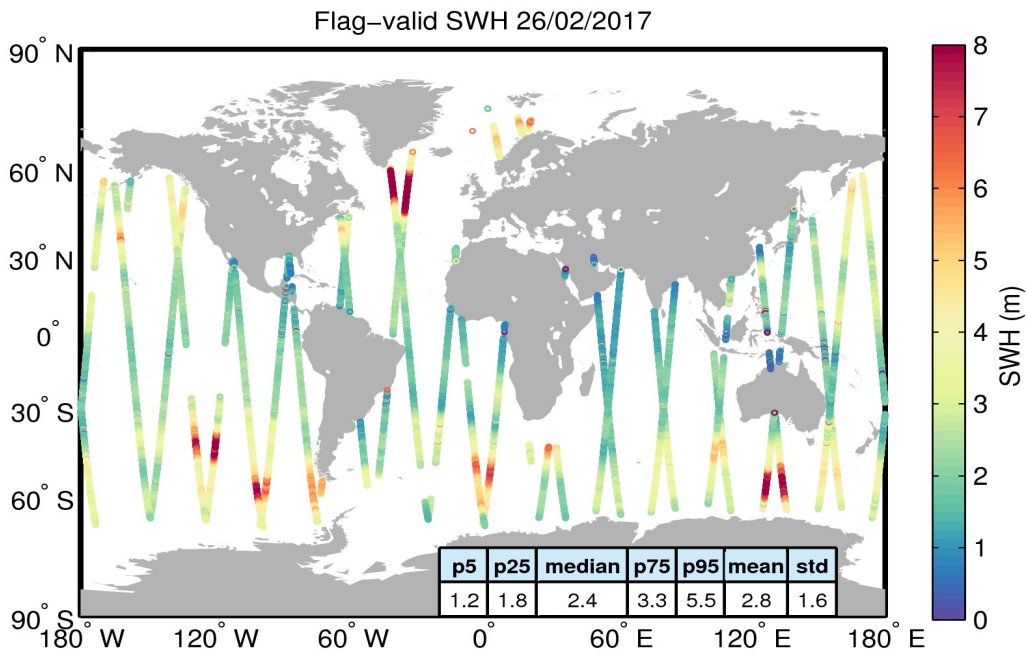 Flag−valid SWH 26/02/2017
90° N
60° N
30° N
0°
30° S
60° S
90° S
180° W
120° W
60° W
0°
60° E
120° E
180° E
p5 p25 median p75 p95 mean std
1.2 1.8 2.4 3.3 5.5 2.8 1.6
8
7
6
5
4
3
2
1
0
SWH (m)